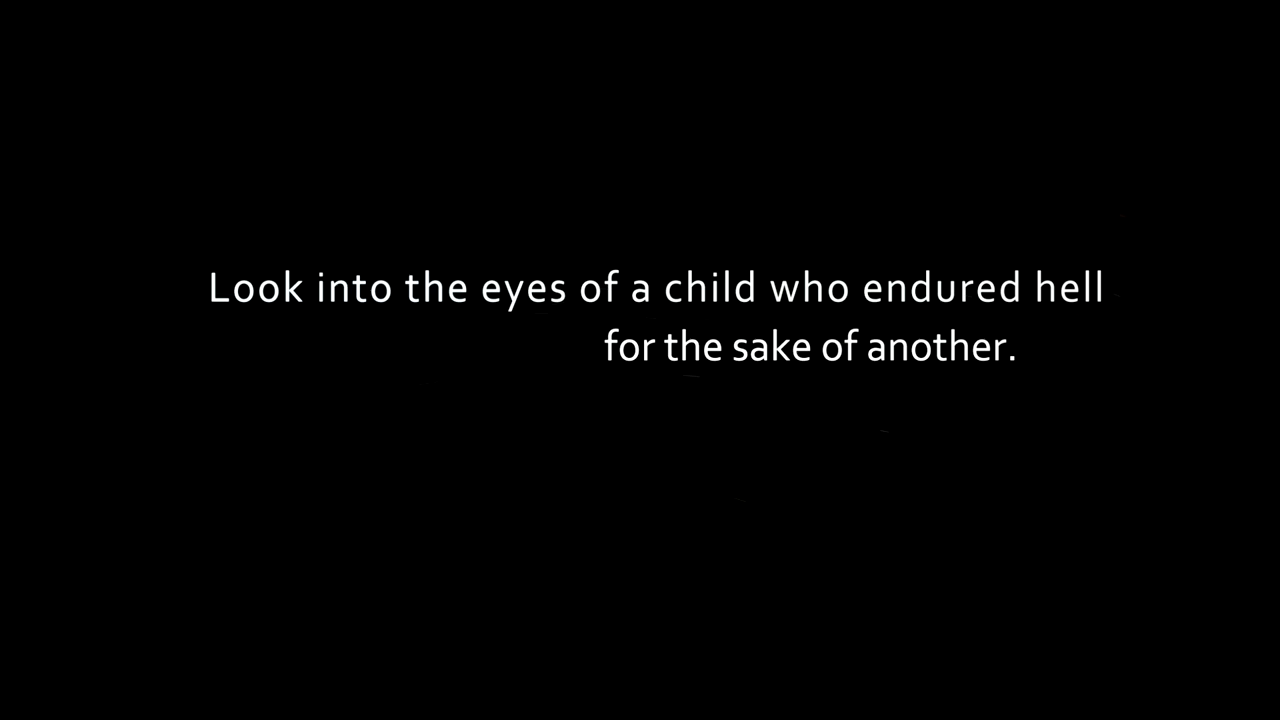 Look into the eyes of a child who endured hell
for the sake of another.